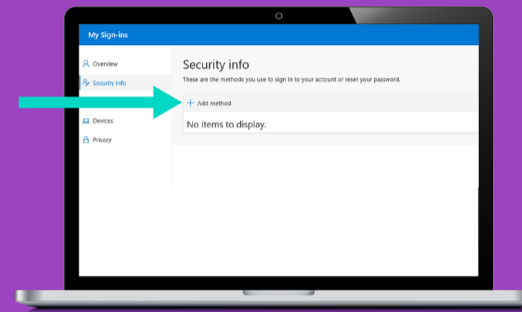 My Sign-ins
Overview
Security info
Devices
Privacy
Security info
These are the methods you use to sign in to your account or reset your password.
+ Add method
No items to display.